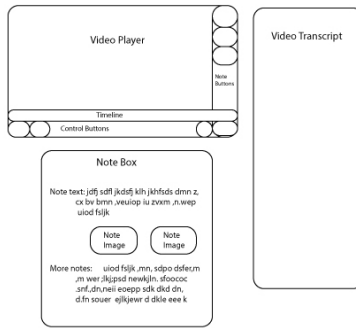 Video Player
Video Transcript
Note
Buttons
Timeline
Control Buttons
Note Box
Note text: jdfj sdfl jkdsfj klh jkhfsds dmn z,
cx bv bmn ,veuiop iu zvxm ,n.wep
uiod fsljk
Note
Image
Note
Image
More notes: uiod fsljk ,mn, sdpo dsfer,m
,m wer ;lkj;psd newkjln. sfoococ
.snf.,dn,neii eoepp sdk dkd dn,
d.fn souer ejlkjewr d dkle eee k